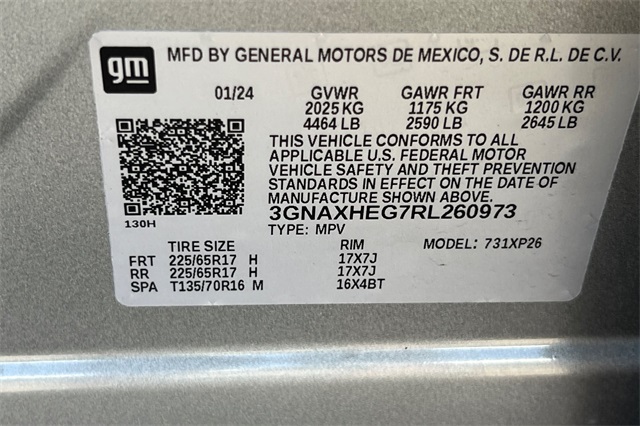 gm
MFD BY GENERAL MOTORS DE MEXICO, S. DE R.L. DE C.V.
01/24 GVWR GAWR FRT GAWR RR
2025 KG 1175 KG 1200 KG
4464 LB 2590 LB 2645 LB
THIS VEHICLE CONFORMS TO ALL
APPLICABLE U.S. FEDERAL MOTOR
VEHICLE SAFETY AND THEFT PREVENTION
STANDARDS IN EFFECT ON THE DATE OF
MANUFACTURE SHOWN ABOVE.
3GNAXHEG7RL260973
130H
TYPE: MPV
TIRE SIZE RIM MODEL: 731XP26
FRT 225/65R17 H 17X7J
RR 225/65R17 H 17X7J
SPA T135/70R16 M 16X4BT